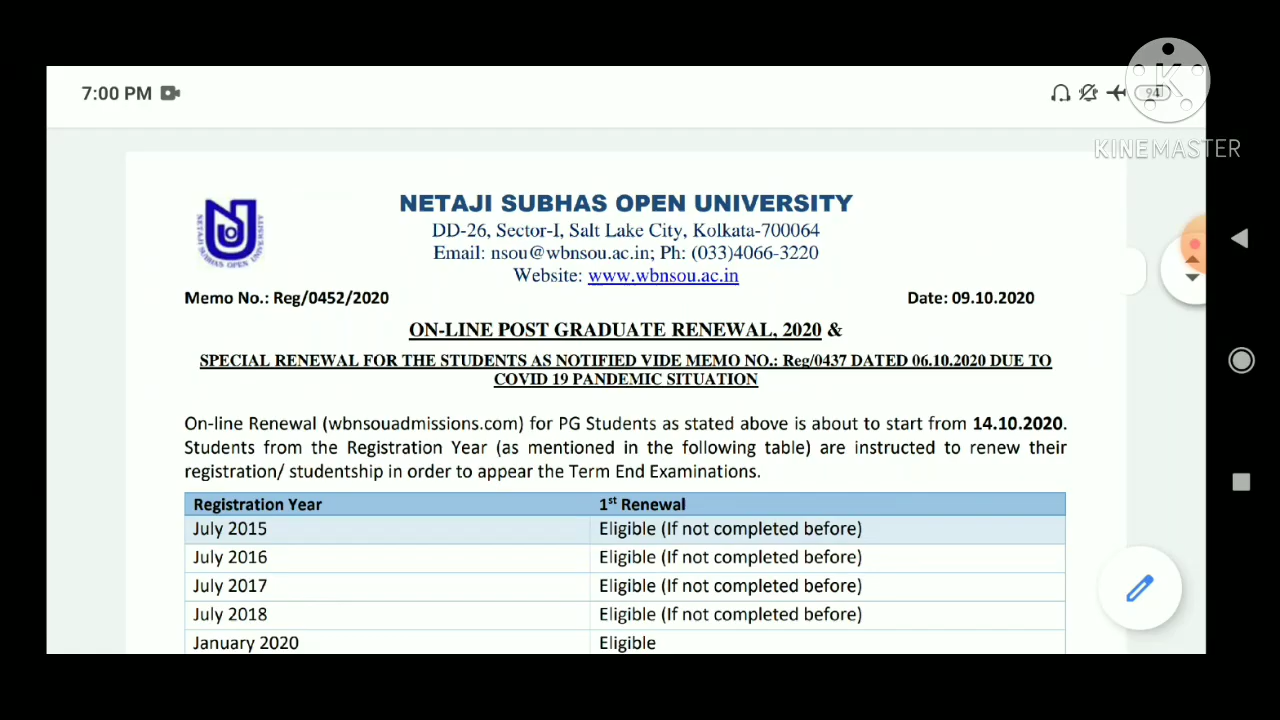 7:00 PM
94
K
KINEMASTER
NETAJI SUBHAS OPEN UNIVERSITY
NETAJI SUBHAS OPEN UNIVERSITY
DD-26, Sector-I, Salt Lake City, Kolkata-700064
Email: nsou@wbnsou.ac.in; Ph: (033)4066-3220
Website: www.wbnsou.ac.in
Memo No.: Reg/0452/2020 Date: 09.10.2020
ON-LINE POST GRADUATE RENEWAL, 2020 &
SPECIAL RENEWAL FOR THE STUDENTS AS NOTIFIED VIDE MEMO NO.: Reg/0437 DATED 06.10.2020 DUE TO
COVID 19 PANDEMIC SITUATION
On-line Renewal (wbnsouadmissions.com) for PG Students as stated above is about to start from 14.10.2020.
Students from the Registration Year (as mentioned in the following table) are instructed to renew their
registration/ studentship in order to appear the Term End Examinations.
Registration Year 1st Renewal
July 2015 Eligible (If not completed before)
July 2016 Eligible (If not completed before)
July 2017 Eligible (If not completed before)
July 2018 Eligible (If not completed before)
January 2020 Eligible